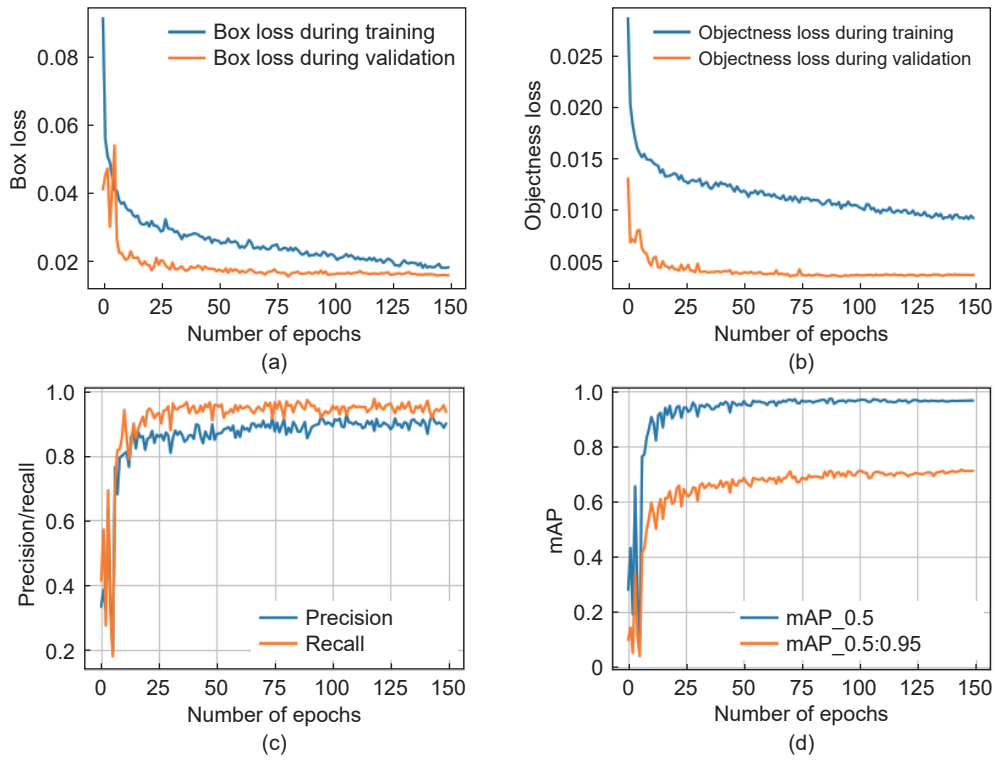 Box loss during training
Box loss during validation
0.08
0.06
0.04
0.02
Box loss
0 25 50 75 100 125 150
Number of epochs
(a)
Objectness loss during training
Objectness loss during validation
0.025
0.020
0.015
0.010
0.005
Objectness loss
0 25 50 75 100 125 150
Number of epochs
(b)
1.0
0.8
0.6
0.4
0.2
Precision/recall
Precision
Recall
0 25 50 75 100 125 150
Number of epochs
(c)
1.0
0.8
0.6
0.4
0.2
0
mAP
mAP_0.5
mAP_0.5:0.95
0 25 50 75 100 125 150
Number of epochs
(d)